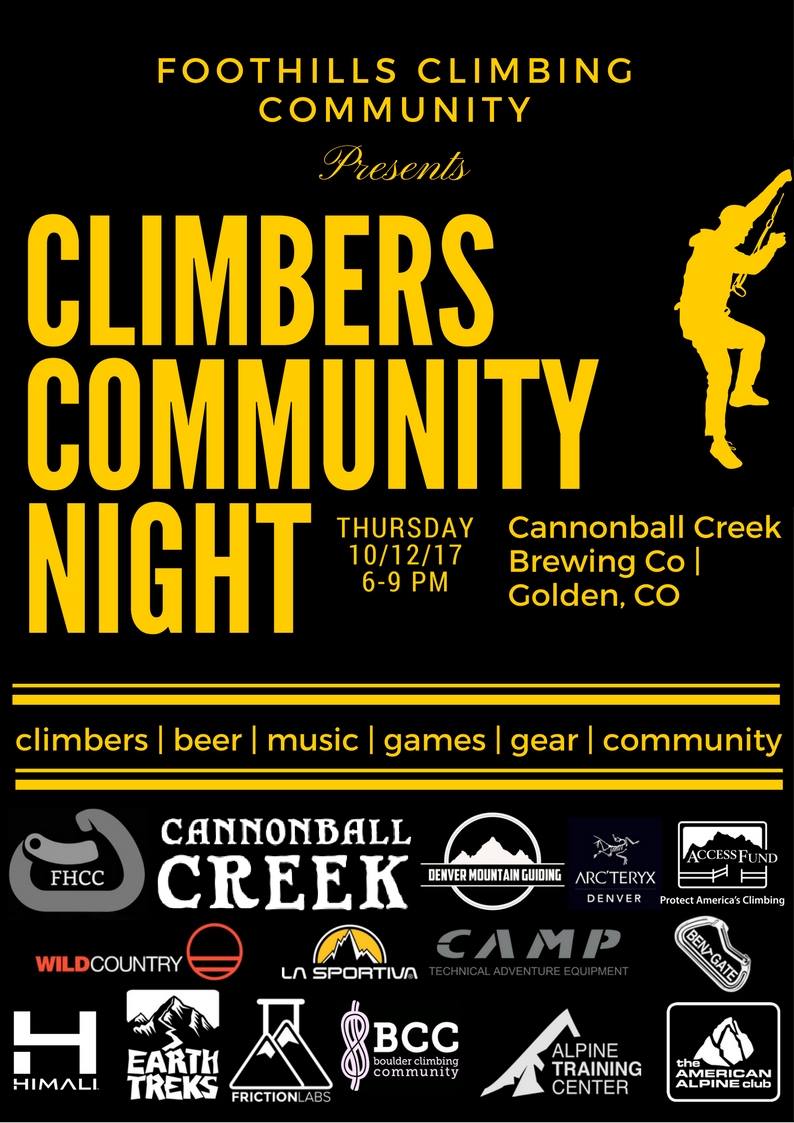 FOOTHILLS CLIMBING
COMMUNITY
Presents
CLIMBERS
COMMUNITY
NIGHT
THURSDAY
10/12/17
6-9 PM
Cannonball Creek
Brewing Co |
Golden, CO
climbers | beer | music | games | gear | community
FHCC
CANNONBALL
CREEK
DENVER MOUNTAIN GUIDING
ARC'TERYX
DENVER
ACCESS FUND
Protect America's Climbing
WILDCOUNTRY
LA SPORTIVA
CAMP
TECHNICAL ADVENTURE EQUIPMENT
BENTGATE
HIMALI
EARTH
TREKS
FRICTIONLABS
BCC
boulder climbing
community
ALPINE
TRAINING
CENTER
the
AMERICAN
ALPINE club